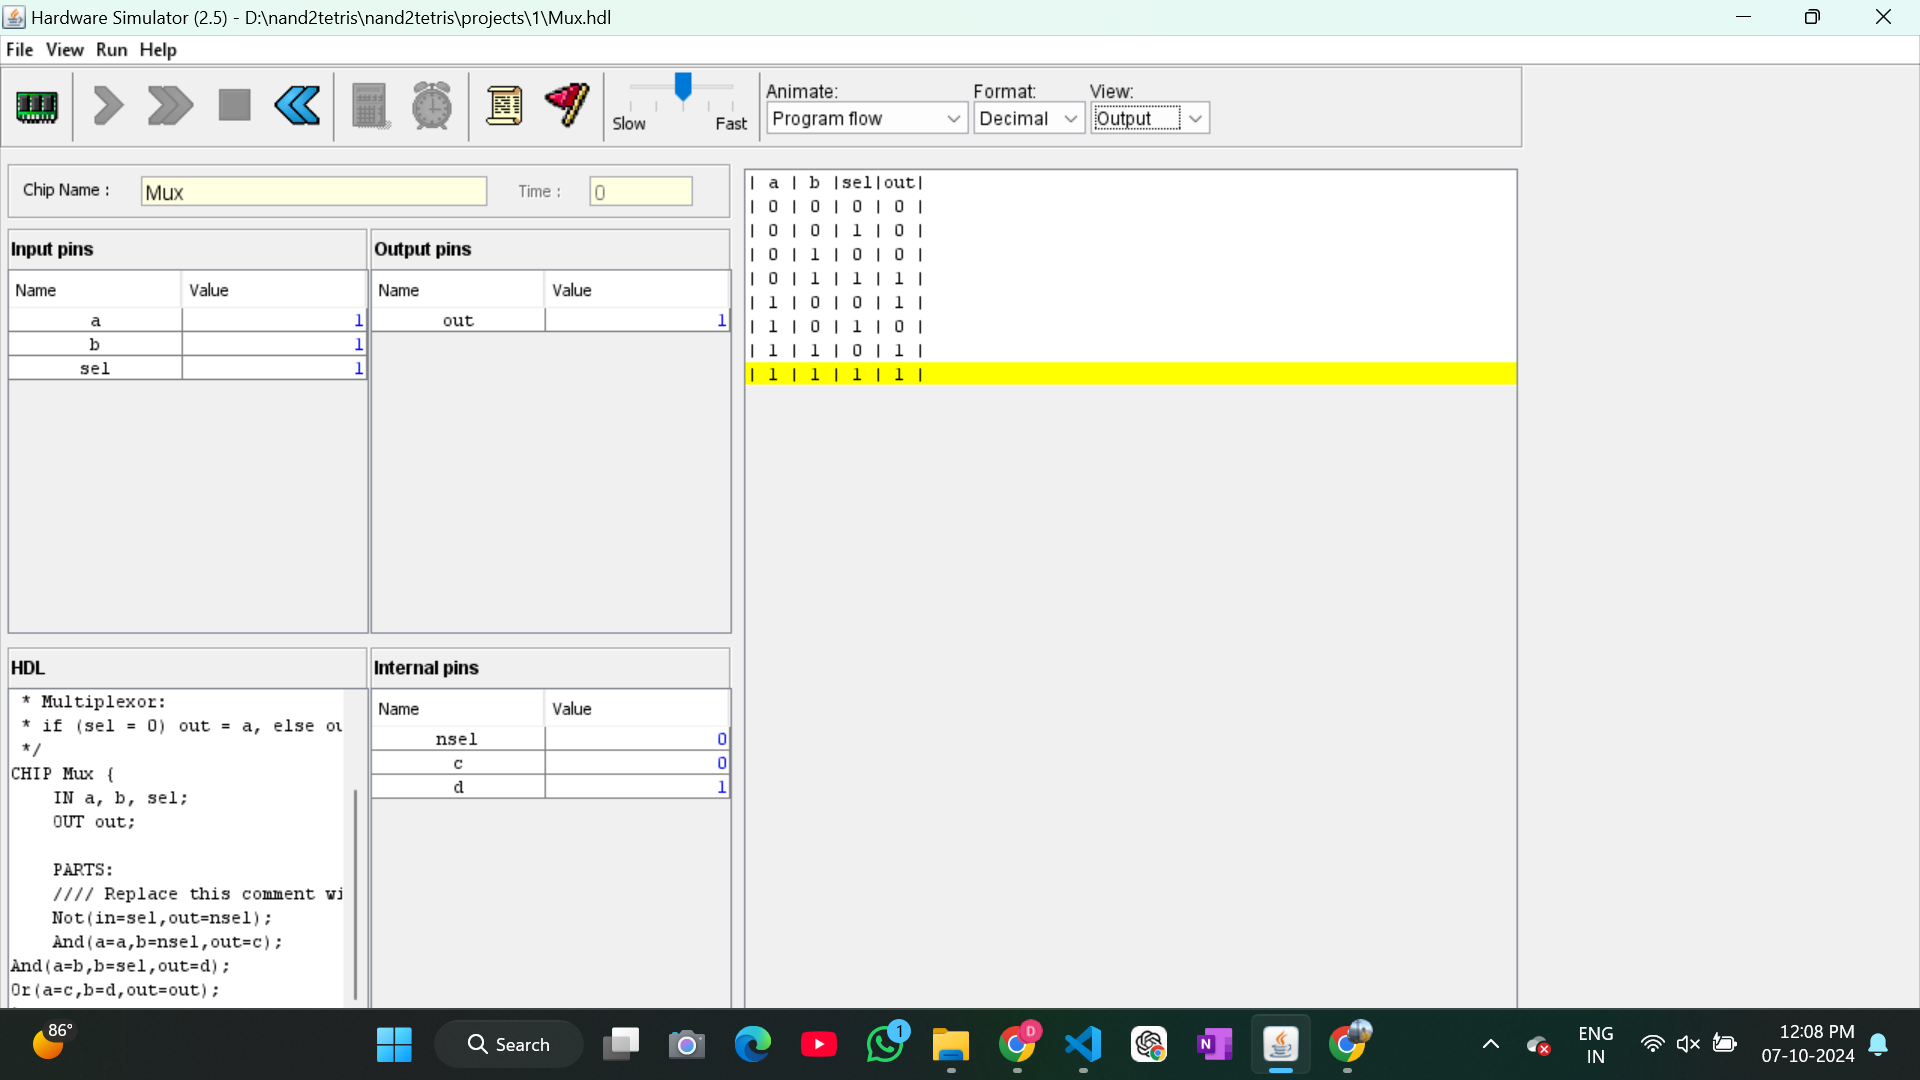 Hardware Simulator (2.5) - D:\nand2tetris\nand2tetris\projects\1\Mux.hdl
File View Run Help
Slow Fast
Animate: Format: View:
Program flow Decimal Output
Chip Name : Mux Time : 0
Input pins
Name Value
a 1
b 1
sel 1
Output pins
Name Value
out 1
HDL
* Multiplexor:
* if (sel = 0) out = a, else ou
*/
CHIP Mux {
IN a, b, sel;
OUT out;
PARTS:
//// Replace this comment wi
Not(in=sel,out=nsel);
And(a=a,b=nsel,out=c);
And(a=b,b=sel,out=d);
Or(a=c,b=d,out=out);
Internal pins
Name Value
nsel 0
c 0
d 1
| a | b |sel|out|
| 0 | 0 | 0 | 0 |
| 0 | 0 | 1 | 0 |
| 0 | 1 | 0 | 0 |
| 0 | 1 | 1 | 1 |
| 1 | 0 | 0 | 1 |
| 1 | 0 | 1 | 0 |
| 1 | 1 | 0 | 1 |
| 1 | 1 | 1 | 1 |
86°
Search
1
D
N
ENG
IN
12:08 PM
07-10-2024